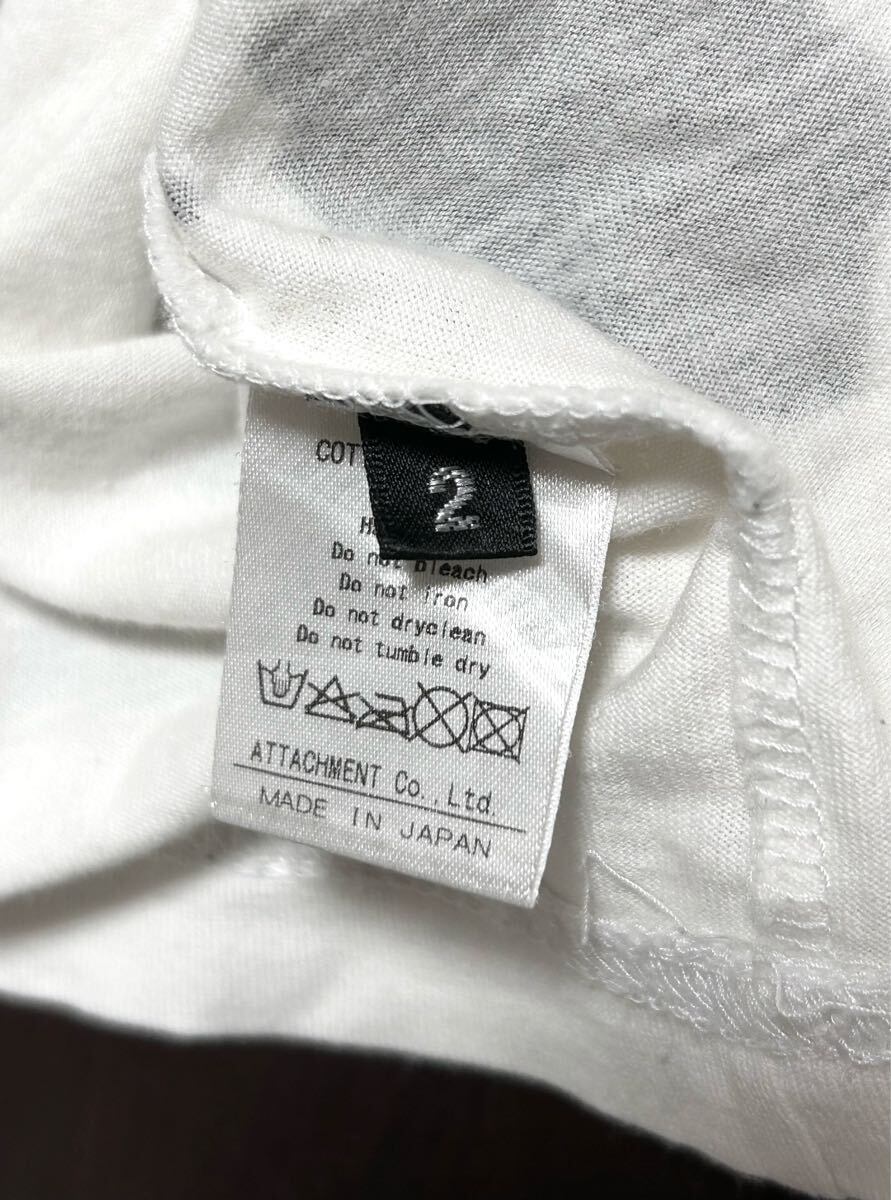 2
Do not bleach
Do not iron
Do not dryclean
Do not tumble dry
ATTACHMENT Co., Ltd.
MADE IN JAPAN